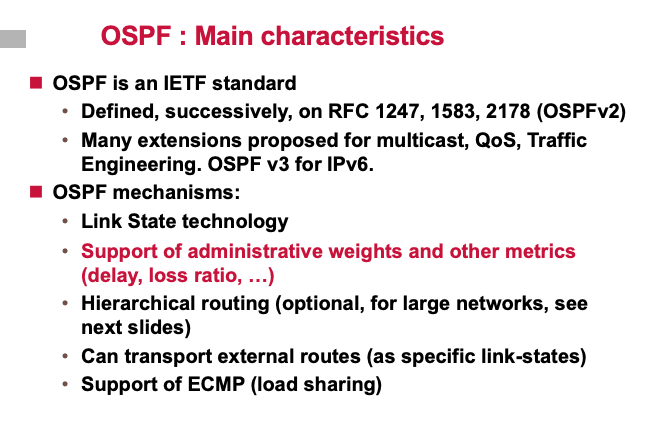 OSPF : Main characteristics
OSPF is an IETF standard
• Defined, successively, on RFC 1247, 1583, 2178 (OSPFv2)
• Many extensions proposed for multicast, QoS, Traffic
Engineering. OSPF v3 for IPv6.
OSPF mechanisms:
• Link State technology
• Support of administrative weights and other metrics
(delay, loss ratio, …)
• Hierarchical routing (optional, for large networks, see
next slides)
• Can transport external routes (as specific link-states)
• Support of ECMP (load sharing)